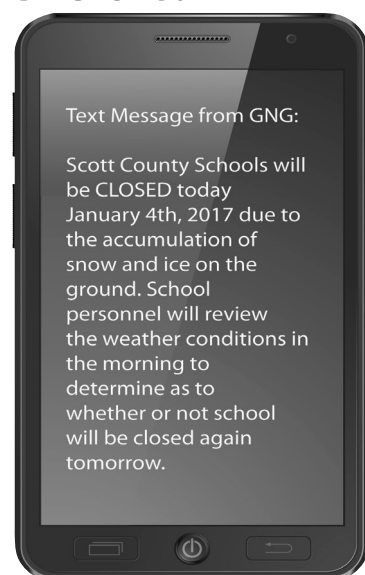 Text Message from GNG:
Scott County Schools will
be CLOSED today
January 4th, 2017 due to
the accumulation of
snow and ice on the
ground. School
personnel will review
the weather conditions in
the morning to
determine as to
whether or not school
will be closed again
tomorrow.